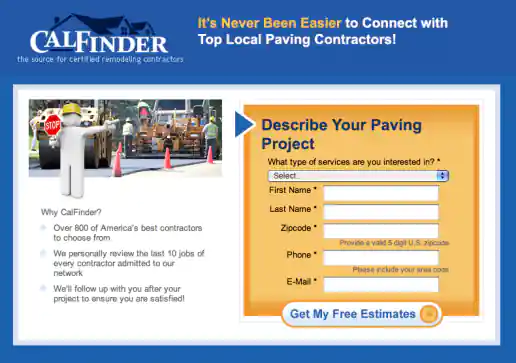 CALFINDER
the source for certified remodeling contractors
It's Never Been Easier to Connect with
Top Local Paving Contractors!
STOP
Why CalFinder?
Over 800 of America's best contractors
to choose from
We personally review the last 10 jobs of
every contractor admitted to our
network
We'll follow up with you after your
project to ensure you are satisfied!
Describe Your Paving
Project
What type of services are you interested in? *
Select..
First Name *
Last Name *
Zipcode *
Provide a valid 5 digit U.S. zipcode
Phone *
Please include your area code
E-Mail *
Get My Free Estimates